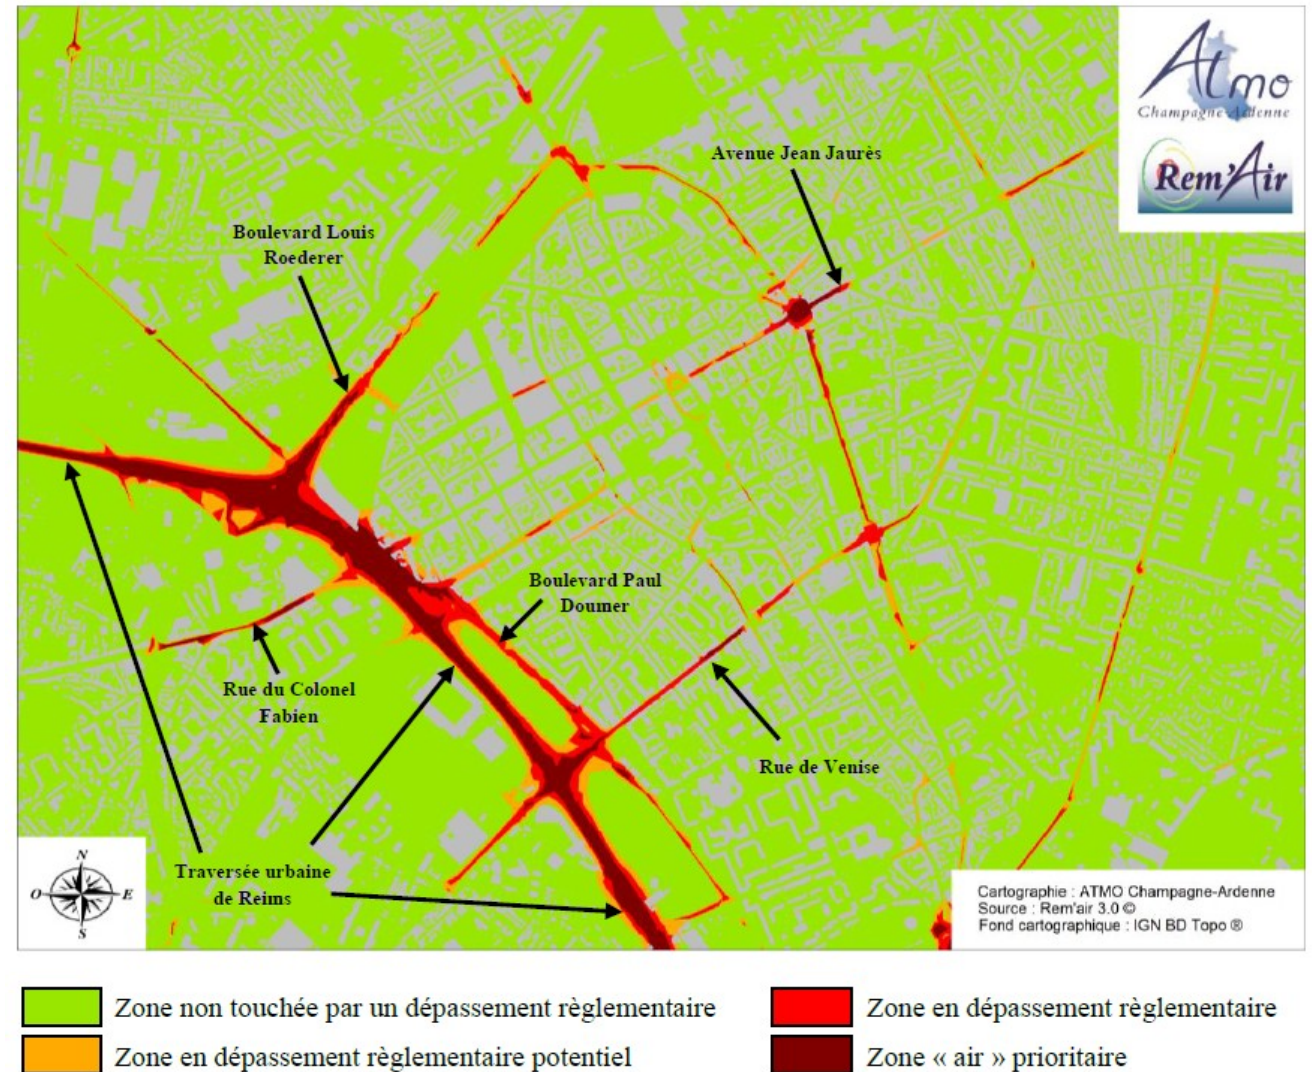 Atmo
Champagne-Ardenne
Rem'Air
Avenue Jean Jaurès
Boulevard Louis
Roederer
Boulevard Paul
Doumer
Rue du Colonel
Fabien
Rue de Venise
Traversée urbaine
de Reims
N
O
E
S
Cartographie : ATMO Champagne-Ardenne
Source : Rem'air 3.0 ©
Fond cartographique : IGN BD Topo ®
Zone non touchée par un dépassement règlementaire
Zone en dépassement règlementaire
Zone en dépassement règlementaire potentiel
Zone « air » prioritaire